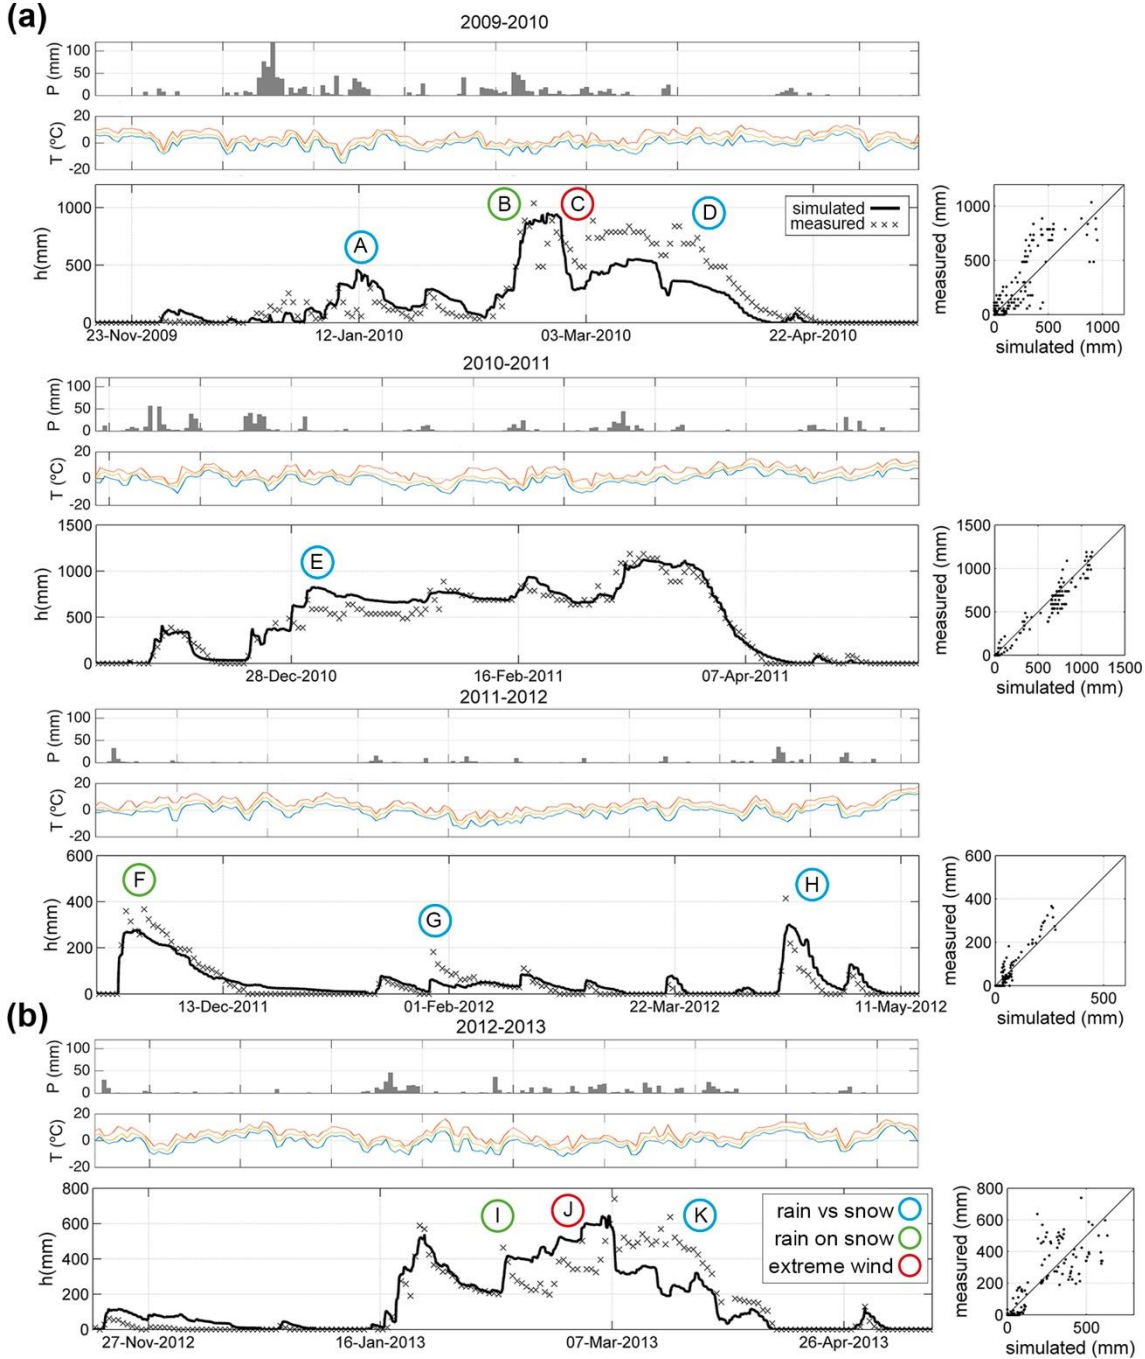 (a)
2009-2010
P (mm)
100
50
0
T (ºC)
20
0
-20
h(mm)
1000
500
0
A
B
C
D
simulated
measured
23-Nov-2009
12-Jan-2010
03-Mar-2010
22-Apr-2010
measured (mm)
1000
500
0
0
500
1000
simulated (mm)
2010-2011
P (mm)
100
50
0
T (ºC)
20
0
-20
h(mm)
1500
1000
500
0
E
28-Dec-2010
16-Feb-2011
07-Apr-2011
measured (mm)
1500
1000
500
0
0
500
1000
1500
simulated (mm)
2011-2012
P (mm)
100
50
0
T (ºC)
20
0
-20
h(mm)
600
400
200
0
F
G
H
13-Dec-2011
01-Feb-2012
22-Mar-2012
11-May-2012
measured (mm)
600
400
200
0
0
500
simulated (mm)
(b)
2012-2013
P (mm)
100
50
0
T (ºC)
20
0
-20
h(mm)
800
600
400
200
0
I
J
K
rain vs snow
rain on snow
extreme wind
27-Nov-2012
16-Jan-2013
07-Mar-2013
26-Apr-2013
measured (mm)
800
600
400
200
0
0
500
simulated (mm)